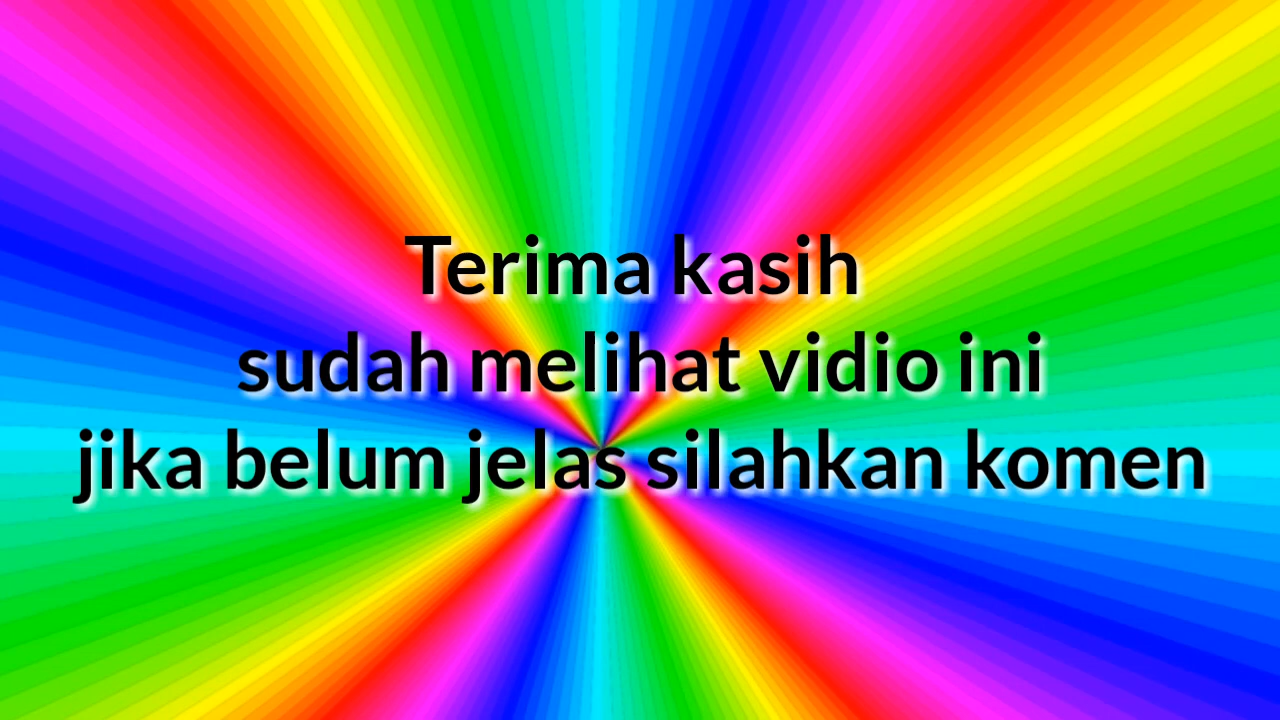 Terima kasih
sudah melihat vidio ini
jika belum jelas silahkan komen